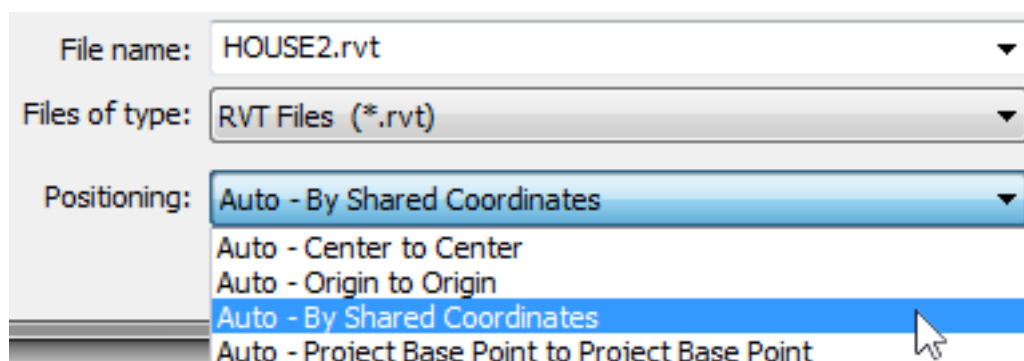 File name: HOUSE2.rvt
Files of type: RVT Files (*.rvt)
Positioning: Auto - By Shared Coordinates
Auto - Center to Center
Auto - Origin to Origin
Auto - By Shared Coordinates
Auto - Project Base Point to Project Base Point